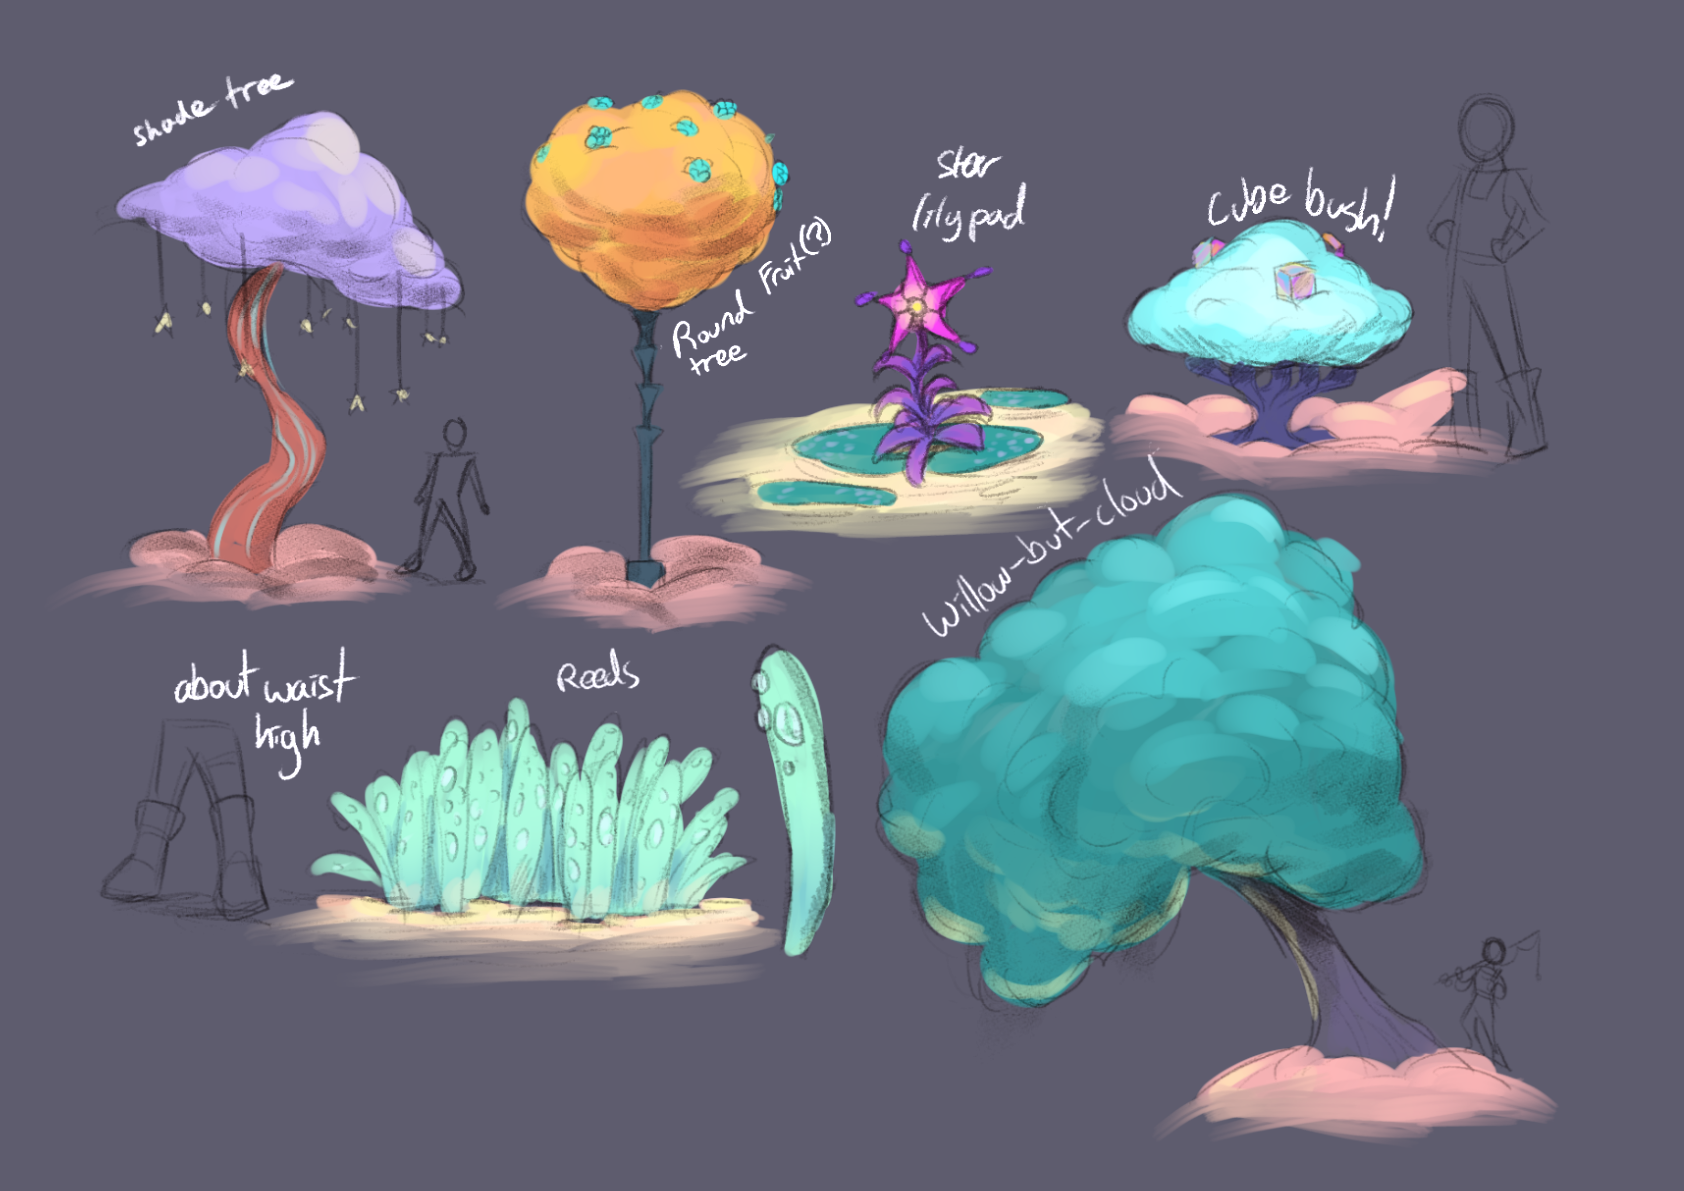 shade tree
Round Fruit(?)
tree
star
lilypad
cube bush!
Willow-but-cloud
about waist
high
Reeds